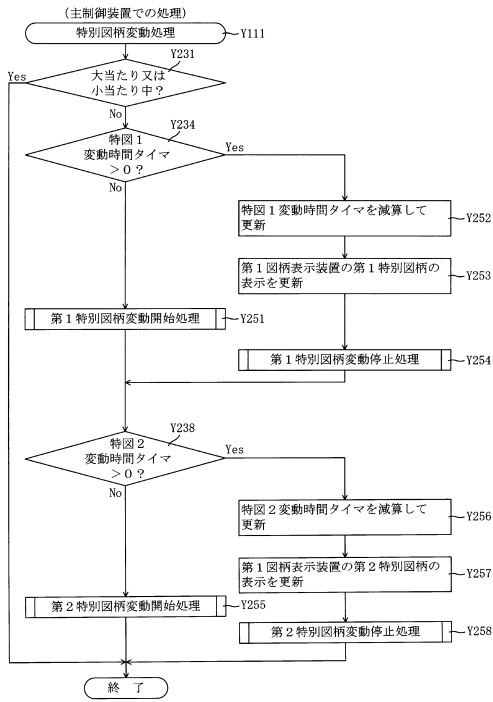 (主制御装置での処理)
特別図柄変動処理
Y111
Y231
Yes
大当たり又は
小当たり中？
No
Y234
特図１
変動時間タイマ
＞０？
Yes
No
特図１変動時間タイマを減算して
更新
Y252
第１図柄表示装置の第１特別図柄の
表示を更新
Y253
第１特別図柄変動開始処理
Y251
第１特別図柄変動停止処理
Y254
Y238
特図２
変動時間タイマ
＞０？
Yes
No
特図２変動時間タイマを減算して
更新
Y256
第１図柄表示装置の第２特別図柄の
表示を更新
Y257
第２特別図柄変動開始処理
Y255
第２特別図柄変動停止処理
Y258
終　了